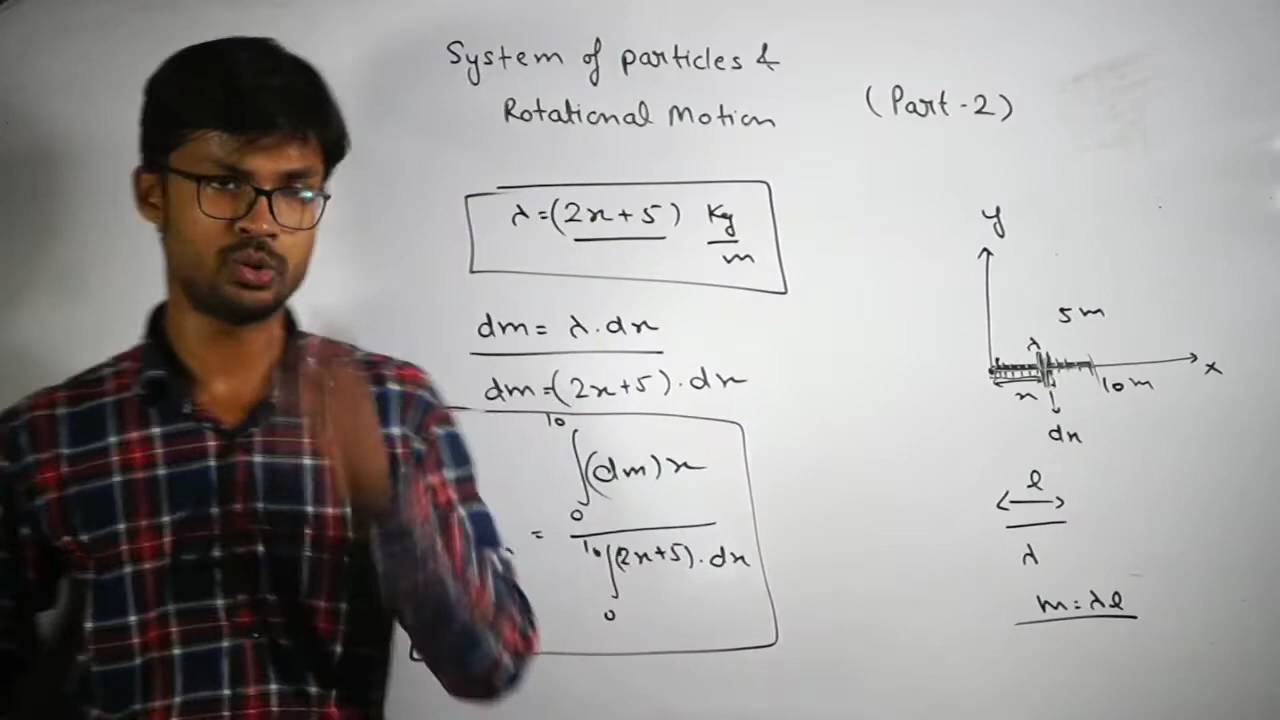 System of particles &
Rotational Motion
(Part-2)
λ=(2x+5) Kg/m
dm= λ.dx
dm=(2x+5).dx
10
∫(dm)x
0
=
10
∫(2x+5).dx
0
y
5m
λ
x
10m
x
dx
l
λ
m=λl